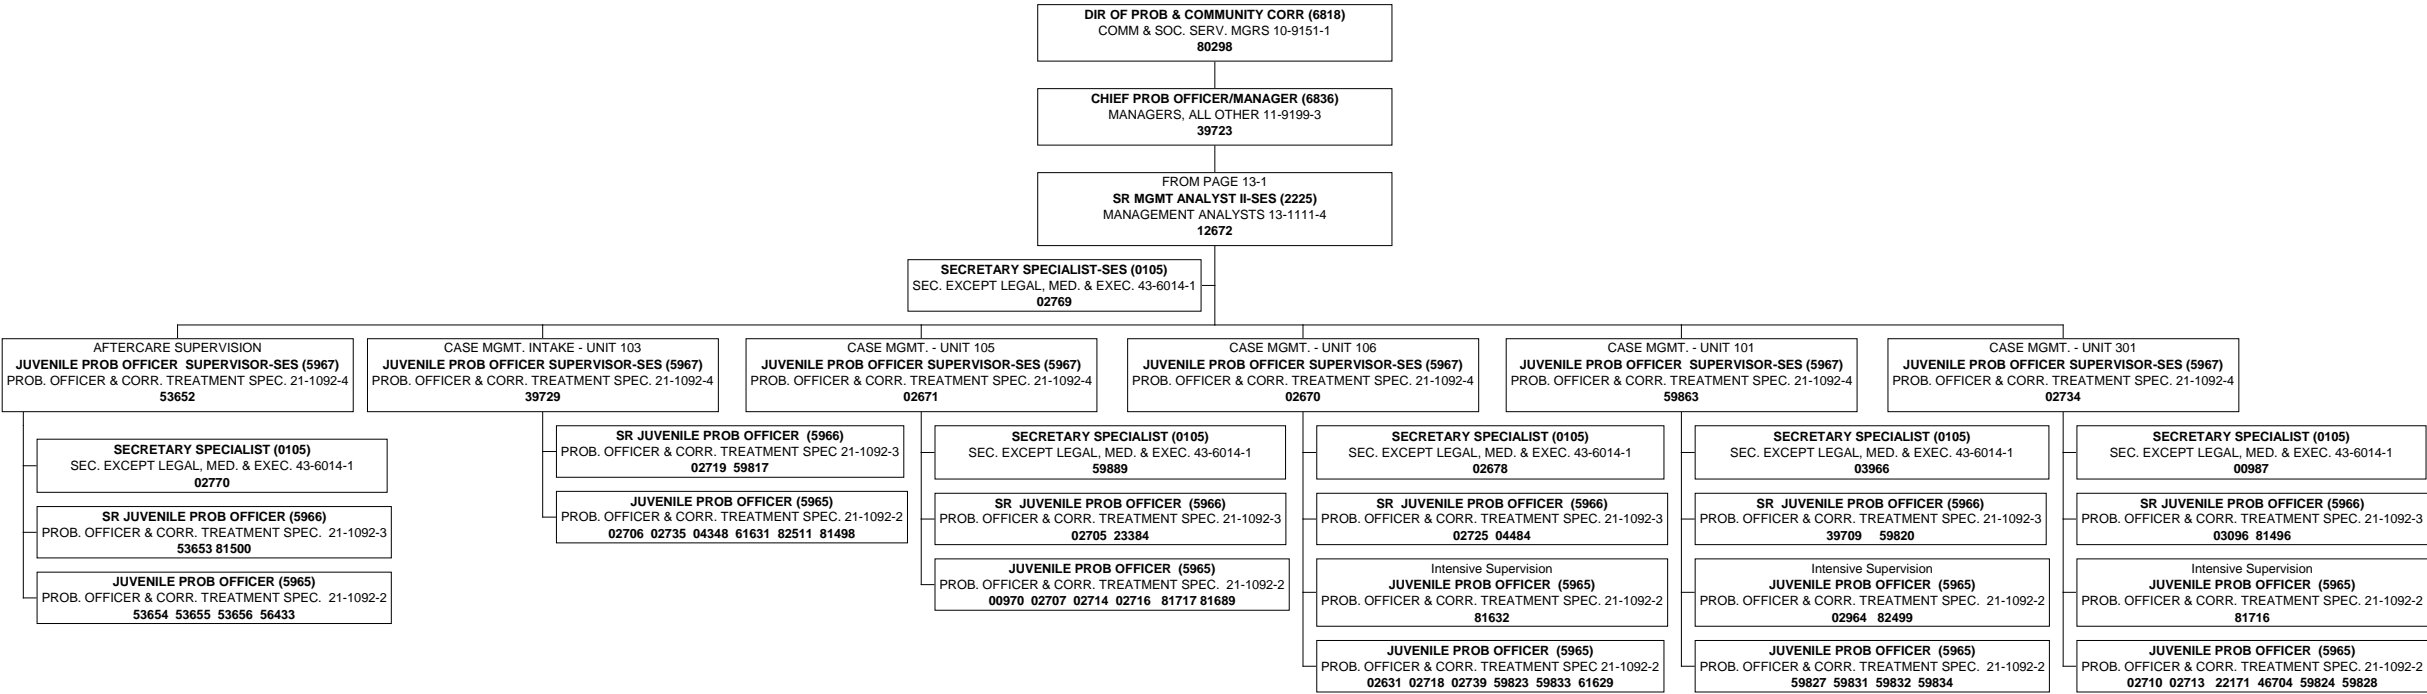 DIR OF PROB & COMMUNITY CORR (6818)
COMM & SOC. SERV. MGRS 10-9151-1
80298
CHIEF PROB OFFICER/MANAGER (6836)
MANAGERS, ALL OTHER 11-9199-3
39723
FROM PAGE 13-1
SR MGMT ANALYST II-SES (2225)
MANAGEMENT ANALYSTS 13-1111-4
12672
SECRETARY SPECIALIST-SES (0105)
SEC. EXCEPT LEGAL, MED. & EXEC. 43-6014-1
02769
AFTERCARE SUPERVISION
JUVENILE PROB OFFICER SUPERVISOR-SES (5967)
PROB. OFFICER & CORR. TREATMENT SPEC. 21-1092-4
53652
SECRETARY SPECIALIST (0105)
SEC. EXCEPT LEGAL, MED. & EXEC. 43-6014-1
02770
SR JUVENILE PROB OFFICER (5966)
PROB. OFFICER & CORR. TREATMENT SPEC. 21-1092-3
53653 81500
JUVENILE PROB OFFICER (5965)
PROB. OFFICER & CORR. TREATMENT SPEC. 21-1092-2
53654 53655 53656 56433
CASE MGMT. INTAKE - UNIT 103
JUVENILE PROB OFFICER SUPERVISOR-SES (5967)
PROB. OFFICER & CORR. TREATMENT SPEC. 21-1092-4
39729
SR JUVENILE PROB OFFICER (5966)
PROB. OFFICER & CORR. TREATMENT SPEC 21-1092-3
02719 59817
JUVENILE PROB OFFICER (5965)
PROB. OFFICER & CORR. TREATMENT SPEC. 21-1092-2
02706 02735 04348 61631 82511 81498
CASE MGMT. - UNIT 105
JUVENILE PROB OFFICER SUPERVISOR-SES (5967)
PROB. OFFICER & CORR. TREATMENT SPEC. 21-1092-4
02671
SECRETARY SPECIALIST (0105)
SEC. EXCEPT LEGAL, MED. & EXEC. 43-6014-1
59889
SR JUVENILE PROB OFFICER (5966)
PROB. OFFICER & CORR. TREATMENT SPEC. 21-1092-3
02705 23384
JUVENILE PROB OFFICER (5965)
PROB. OFFICER & CORR. TREATMENT SPEC. 21-1092-2
00970 02707 02714 02716 81717 81689
CASE MGMT. - UNIT 106
JUVENILE PROB OFFICER SUPERVISOR-SES (5967)
PROB. OFFICER & CORR. TREATMENT SPEC. 21-1092-4
02670
SECRETARY SPECIALIST (0105)
SEC. EXCEPT LEGAL, MED. & EXEC. 43-6014-1
02678
SR JUVENILE PROB OFFICER (5966)
PROB. OFFICER & CORR. TREATMENT SPEC. 21-1092-3
02725 04484
Intensive Supervision
JUVENILE PROB OFFICER (5965)
PROB. OFFICER & CORR. TREATMENT SPEC. 21-1092-2
81632
JUVENILE PROB OFFICER (5965)
PROB. OFFICER & CORR. TREATMENT SPEC 21-1092-2
02631 02718 02739 59823 59833 61629
CASE MGMT. - UNIT 101
JUVENILE PROB OFFICER SUPERVISOR-SES (5967)
PROB. OFFICER & CORR. TREATMENT SPEC. 21-1092-4
59863
SECRETARY SPECIALIST (0105)
SEC. EXCEPT LEGAL, MED. & EXEC. 43-6014-1
03966
SR JUVENILE PROB OFFICER (5966)
PROB. OFFICER & CORR. TREATMENT SPEC. 21-1092-3
39709 59820
Intensive Supervision
JUVENILE PROB OFFICER (5965)
PROB. OFFICER & CORR. TREATMENT SPEC. 21-1092-2
02964 82499
JUVENILE PROB OFFICER (5965)
PROB. OFFICER & CORR. TREATMENT SPEC. 21-1092-2
59827 59831 59832 59834
CASE MGMT. - UNIT 301
JUVENILE PROB OFFICER SUPERVISOR-SES (5967)
PROB. OFFICER & CORR. TREATMENT SPEC. 21-1092-4
02734
SECRETARY SPECIALIST (0105)
SEC. EXCEPT LEGAL, MED. & EXEC. 43-6014-1
00987
SR JUVENILE PROB OFFICER (5966)
PROB. OFFICER & CORR. TREATMENT SPEC. 21-1092-3
03096 81496
Intensive Supervision
JUVENILE PROB OFFICER (5965)
PROB. OFFICER & CORR. TREATMENT SPEC. 21-1092-2
81716
JUVENILE PROB OFFICER (5965)
PROB. OFFICER & CORR. TREATMENT SPEC. 21-1092-2
02710 02713 22171 46704 59824 59828